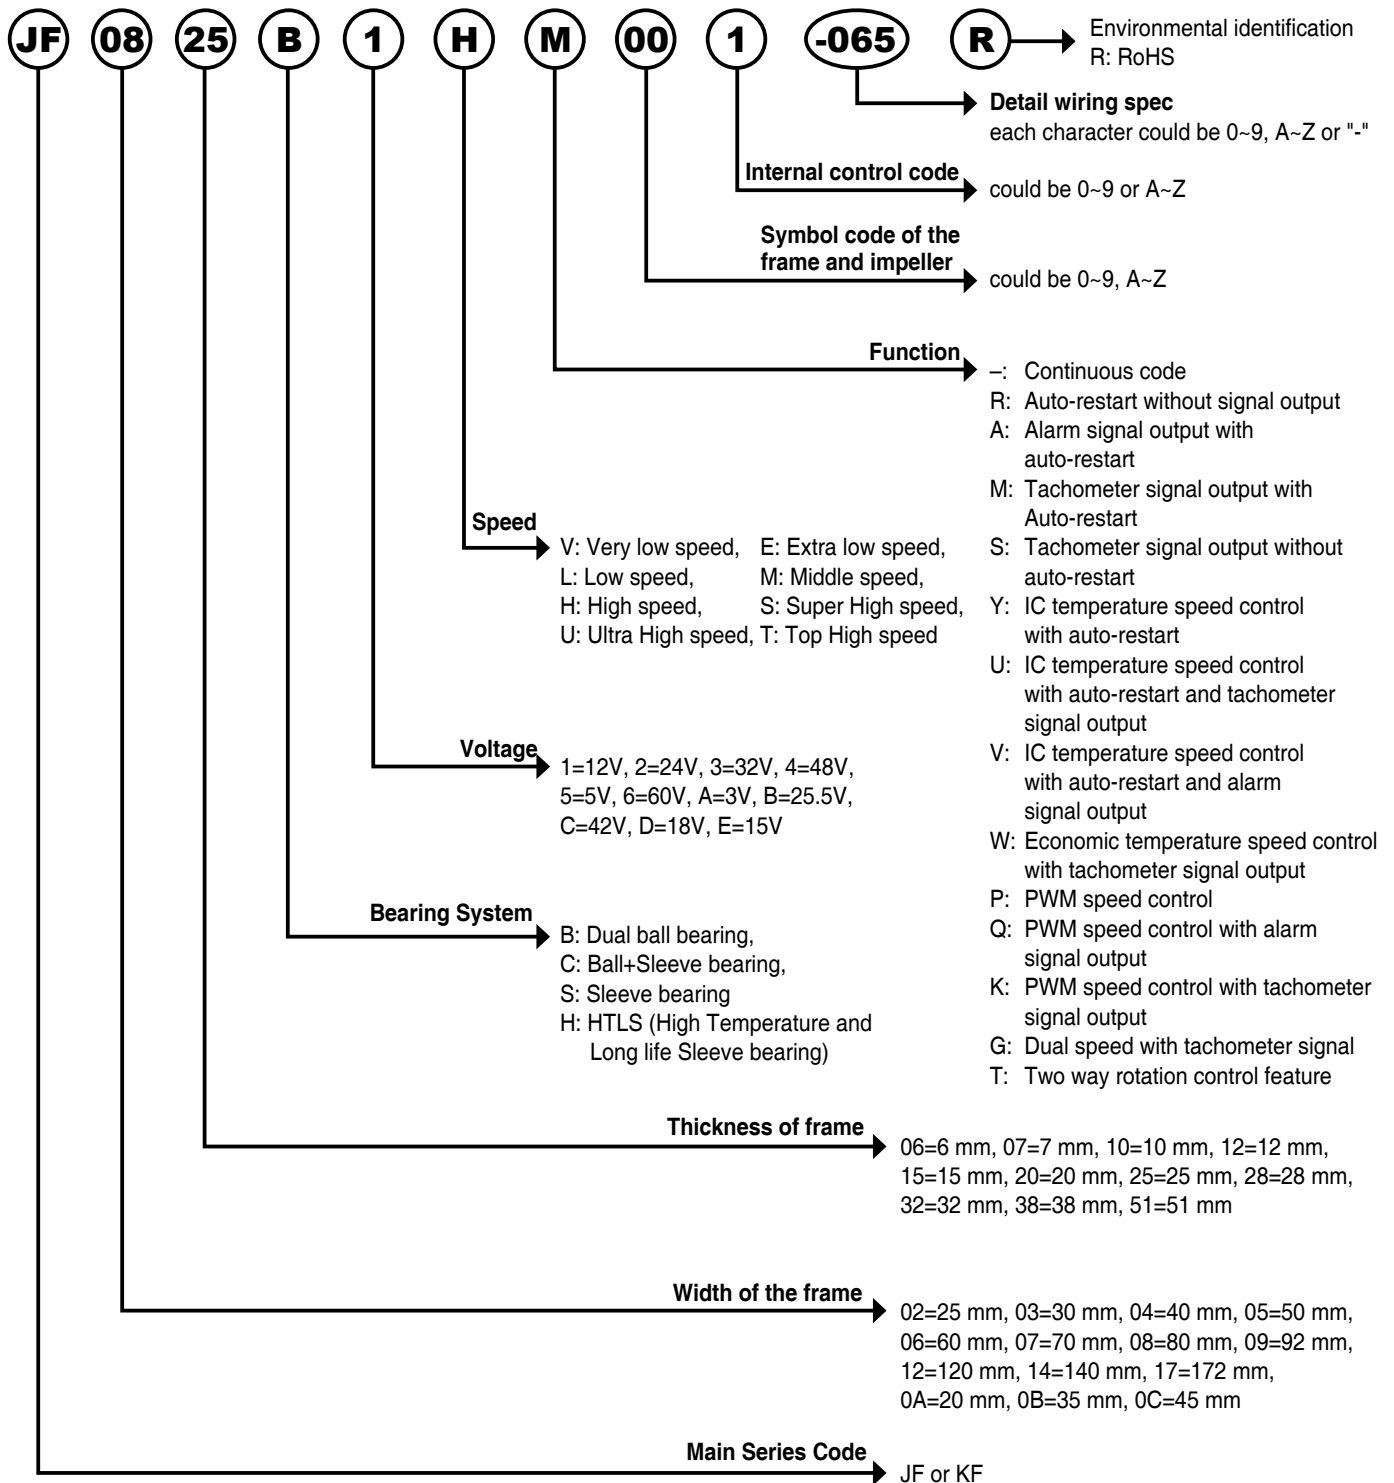 JF 08 25 B 1 H M 00 1 -065 R
Environmental identification
R: RoHS
Detail wiring spec
each character could be 0~9, A~Z or "-"
Internal control code
could be 0~9 or A~Z
Symbol code of the
frame and impeller
could be 0~9, A~Z
Function
–: Continuous code
R: Auto-restart without signal output
A: Alarm signal output with
auto-restart
M: Tachometer signal output with
Auto-restart
S: Tachometer signal output without
auto-restart
Y: IC temperature speed control
with auto-restart
U: IC temperature speed control
with auto-restart and tachometer
signal output
V: IC temperature speed control
with auto-restart and alarm
signal output
W: Economic temperature speed control
with tachometer signal output
P: PWM speed control
Q: PWM speed control with alarm
signal output
K: PWM speed control with tachometer
signal output
G: Dual speed with tachometer signal
T: Two way rotation control feature
Speed
V: Very low speed, E: Extra low speed,
L: Low speed, M: Middle speed,
H: High speed, S: Super High speed,
U: Ultra High speed, T: Top High speed
Voltage
1=12V, 2=24V, 3=32V, 4=48V,
5=5V, 6=60V, A=3V, B=25.5V,
C=42V, D=18V, E=15V
Bearing System
B: Dual ball bearing,
C: Ball+Sleeve bearing,
S: Sleeve bearing
H: HTLS (High Temperature and
Long life Sleeve bearing)
Thickness of frame
06=6 mm, 07=7 mm, 10=10 mm, 12=12 mm,
15=15 mm, 20=20 mm, 25=25 mm, 28=28 mm,
32=32 mm, 38=38 mm, 51=51 mm
Width of the frame
02=25 mm, 03=30 mm, 04=40 mm, 05=50 mm,
06=60 mm, 07=70 mm, 08=80 mm, 09=92 mm,
12=120 mm, 14=140 mm, 17=172 mm,
0A=20 mm, 0B=35 mm, 0C=45 mm
Main Series Code
JF or KF